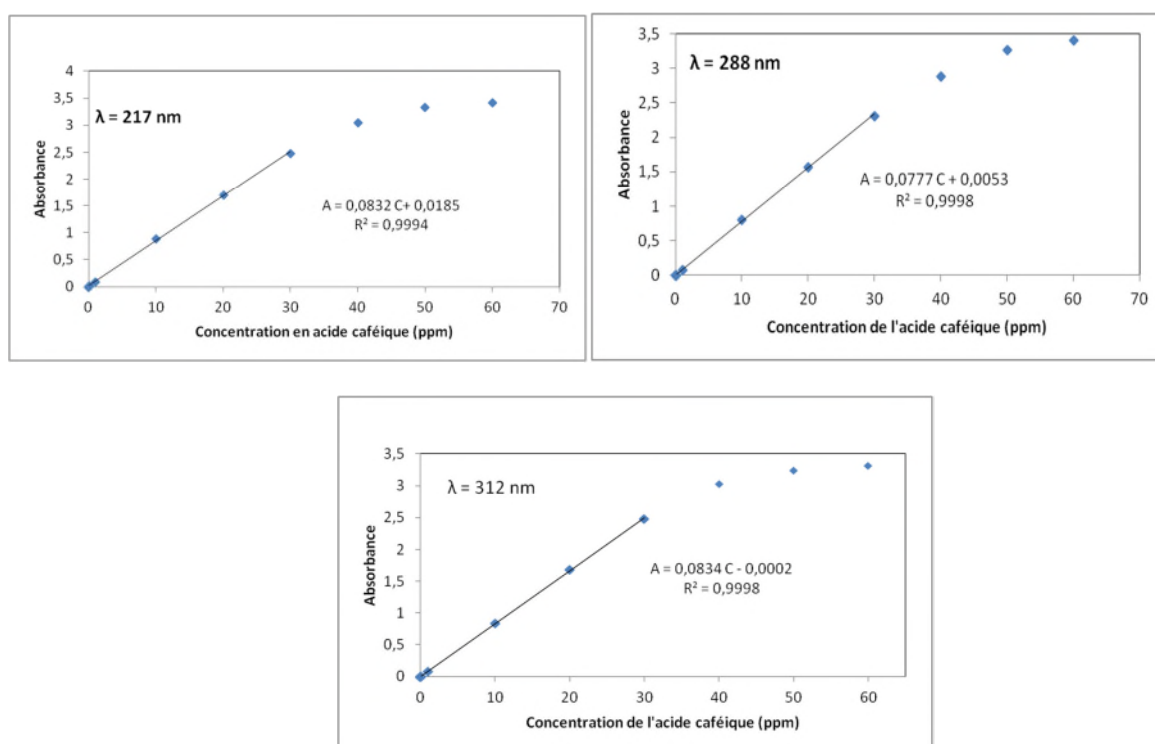 λ = 217 nm
Absorbance
4
3,5
3
2,5
2
1,5
1
0,5
0
A = 0,0832 C+ 0,0185
R² = 0,9994
0 10 20 30 40 50 60 70
Concentration en acide caféique (ppm)
λ = 288 nm
Absorbance
3,5
3
2,5
2
1,5
1
0,5
0
A = 0,0777 C + 0,0053
R² = 0,9998
0 10 20 30 40 50 60 70
Concentration de l'acide caféique (ppm)
λ = 312 nm
Absorbance
3,5
3
2,5
2
1,5
1
0,5
0
A = 0,0834 C - 0,0002
R² = 0,9998
0 10 20 30 40 50 60
Concentration de l'acide caféique (ppm)